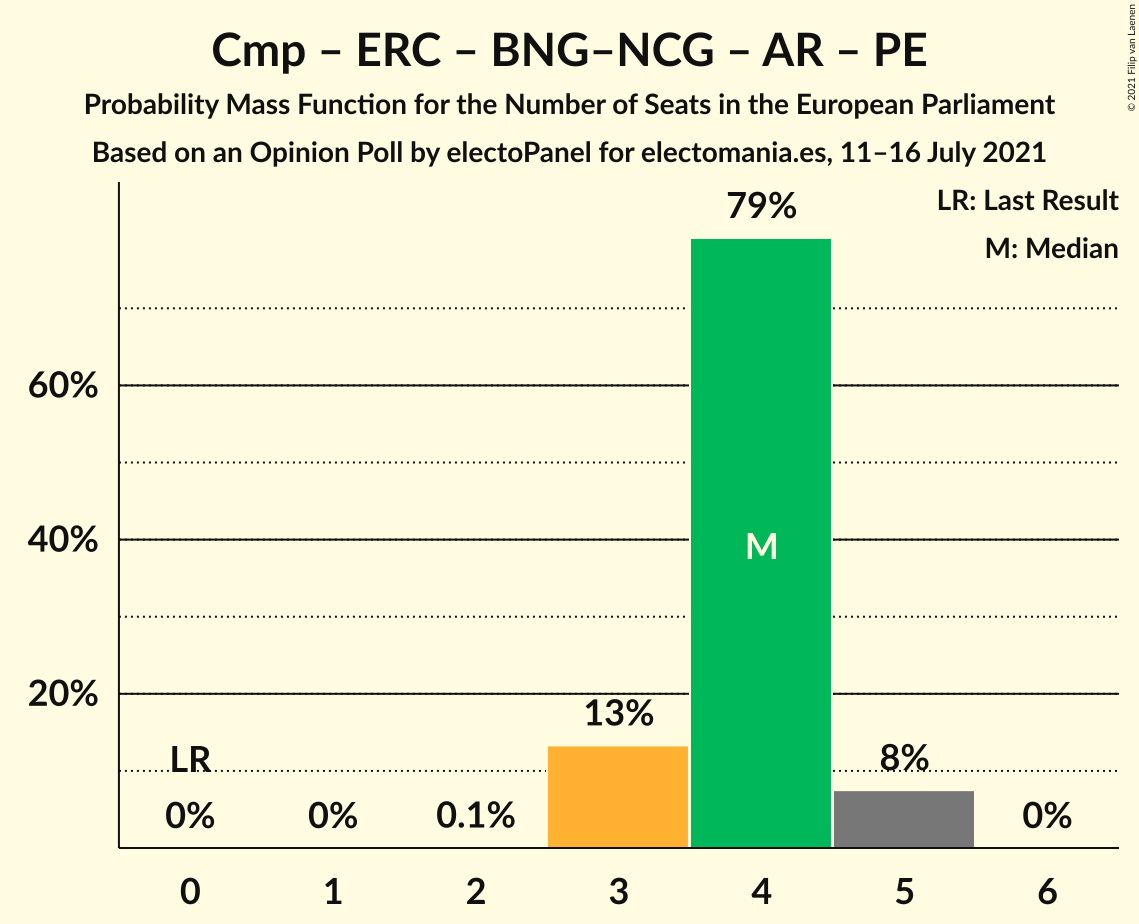 Cmp – ERC – BNG–NCG – AR – PE
Probability Mass Function for the Number of Seats in the European Parliament
Based on an Opinion Poll by electoPanel for electomania.es, 11–16 July 2021
© 2021 Filip van Laenen
LR: Last Result
M: Median
79%
60%
40%
M
20%
13%
LR
8%
0%
0%
0.1%
0%
0
1
2
3
4
5
6